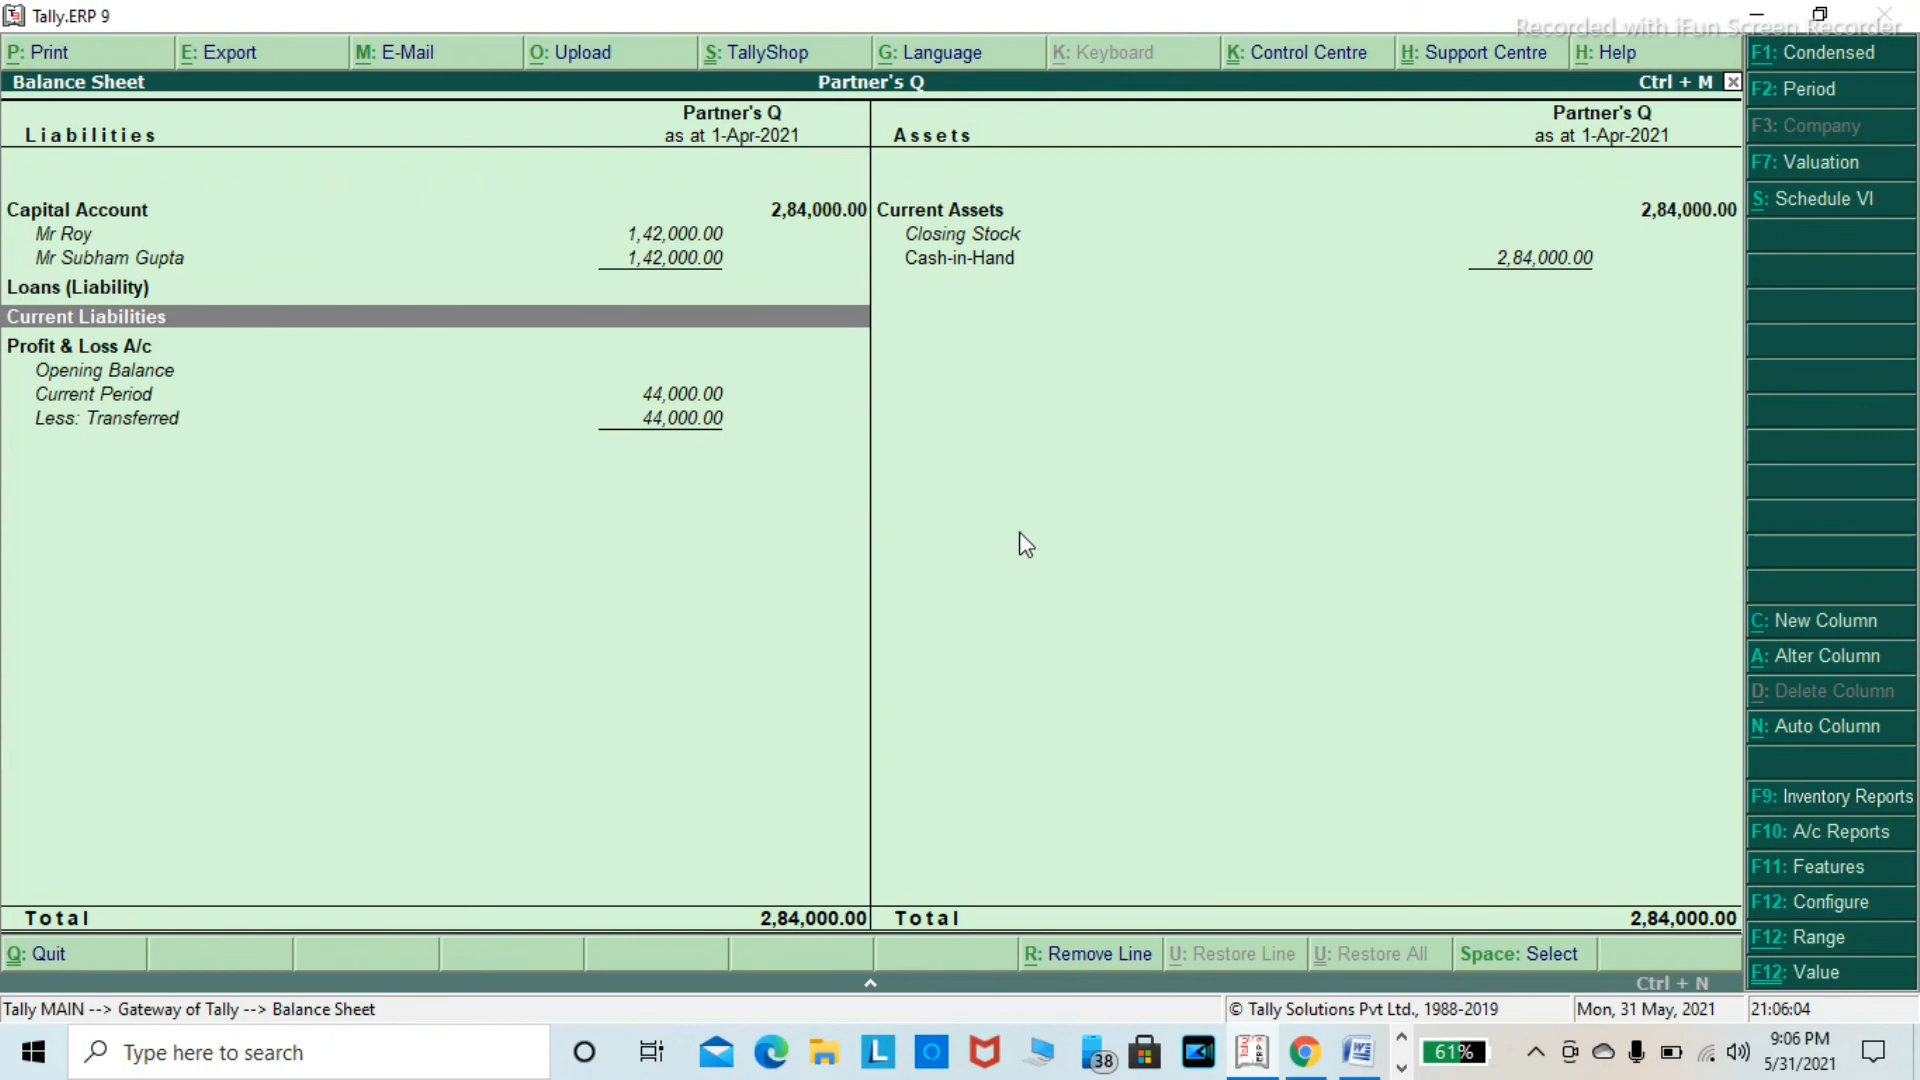 Tally.ERP 9
Recorded with iFun Screen Recorder
P: Print E: Export M: E-Mail O: Upload S: TallyShop G: Language K: Keyboard K: Control Centre H: Support Centre H: Help
Balance Sheet Partner's Q Ctrl + M
Partner's Q Partner's Q
Liabilities as at 1-Apr-2021 Assets as at 1-Apr-2021
Capital Account 2,84,000.00 Current Assets 2,84,000.00
Mr Roy 1,42,000.00 Closing Stock
Mr Subham Gupta 1,42,000.00 Cash-in-Hand 2,84,000.00
Loans (Liability)
Current Liabilities
Profit & Loss A/c
Opening Balance
Current Period 44,000.00
Less: Transferred 44,000.00
Total 2,84,000.00 Total 2,84,000.00
F1: Condensed
F2: Period
F3: Company
F7: Valuation
S: Schedule VI
C: New Column
A: Alter Column
D: Delete Column
N: Auto Column
F9: Inventory Reports
F10: A/c Reports
F11: Features
F12: Configure
F12: Range
F12: Value
Q: Quit R: Remove Line U: Restore Line U: Restore All Space: Select
Ctrl + N
Tally MAIN --> Gateway of Tally --> Balance Sheet © Tally Solutions Pvt Ltd., 1988-2019 Mon, 31 May, 2021 21:06:04
Type here to search 38 61% 9:06 PM
5/31/2021